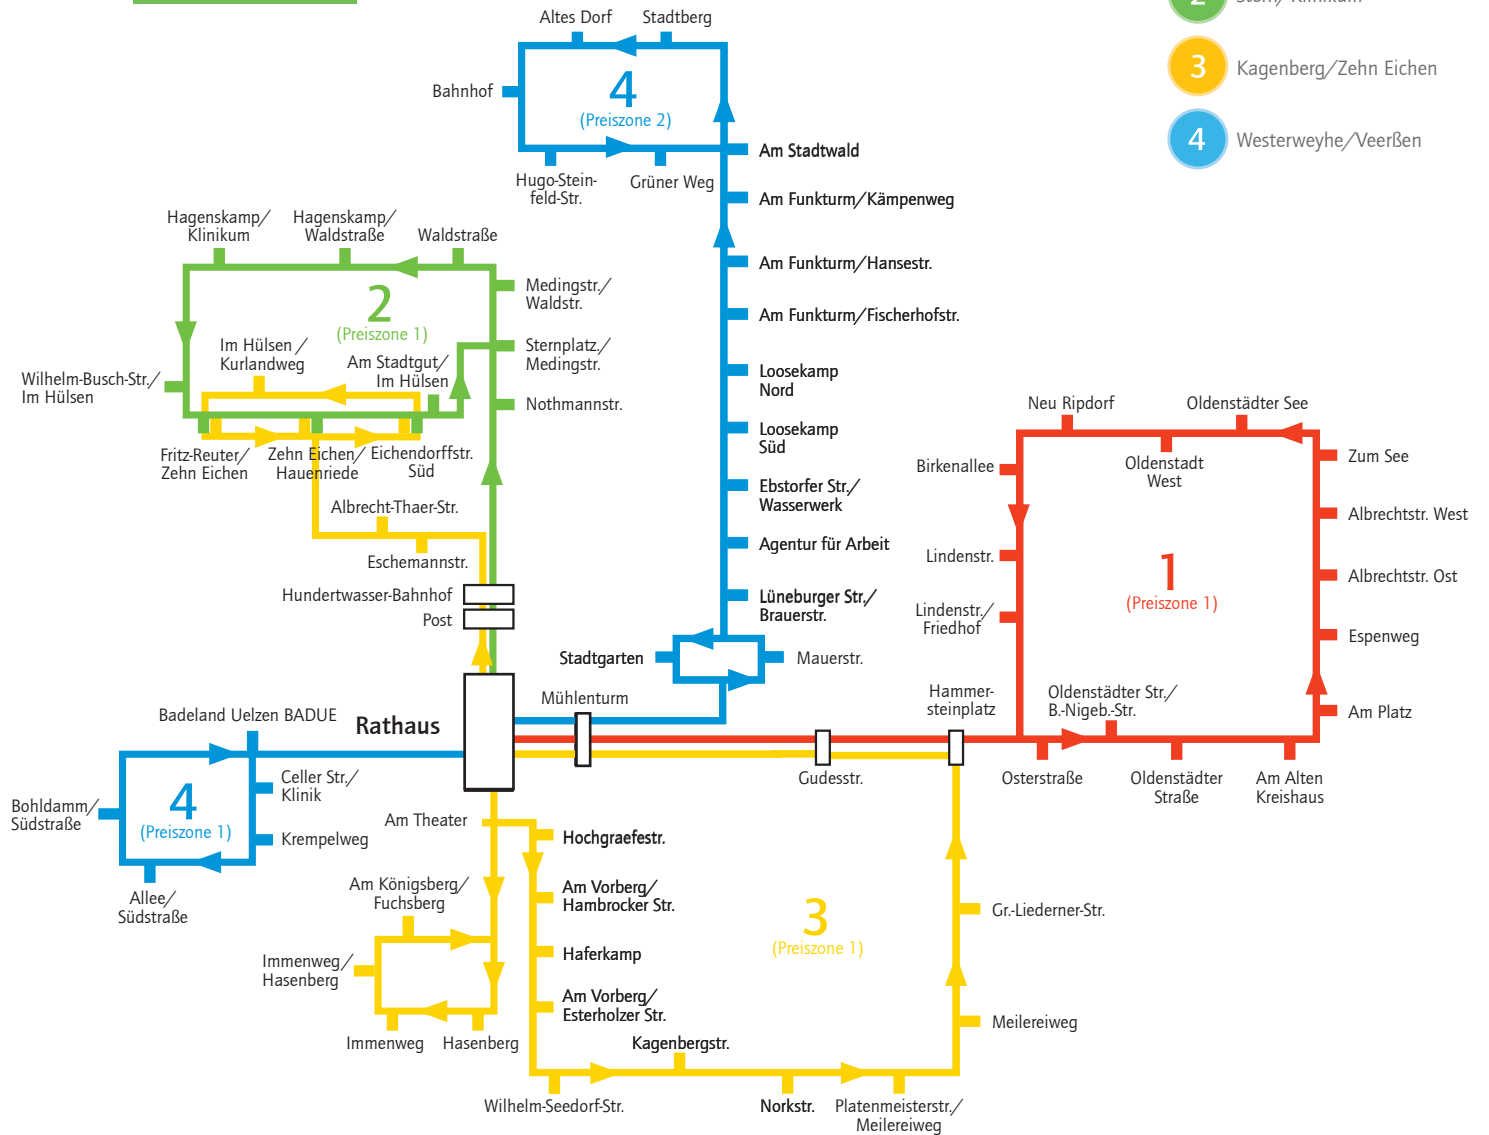 Altes Dorf
Stadtberg
2
Stern/Klinikum
3
Kagenberg/Zehn Eichen
4
Westerweyhe/Veerßen
Bahnhof
4
(Preiszone 2)
Hugo-Stein-
feld-Str.
Grüner Weg
Am Stadtwald
Am Funkturm/Kämpenweg
Am Funkturm/Hansestr.
Am Funkturm/Fischerhofstr.
Loosekamp
Nord
Loosekamp
Süd
Ebstorfer Str./
Wasserwerk
Agentur für Arbeit
Lüneburger Str./
Brauerstr.
Stadtgarten
Mauerstr.
Hagenskamp/
Klinikum
Hagenskamp/
Waldstraße
Waldstraße
Medingstr./
Waldstr.
2
(Preiszone 1)
Sternplatz./
Medingstr.
Nothmannstr.
Im Hülsen /
Kurlandweg
Am Stadtgut/
Im Hülsen
Wilhelm-Busch-Str./
Im Hülsen
Fritz-Reuter/
Zehn Eichen
Zehn Eichen/
Hauenriede
Eichendorffstr.
Süd
Albrecht-Thaer-Str.
Eschemannstr.
Hundertwasser-Bahnhof
Post
Rathaus
Mühlenturm
Gudesstr.
Hammer-
steinplatz
Neu Ripdorf
Oldenstädter See
Oldenstadt
West
Birkenallee
Zum See
Albrechtstr. West
Lindenstr.
1
(Preiszone 1)
Albrechtstr. Ost
Lindenstr./
Friedhof
Espenweg
Oldenstädter Str./
B.-Nigeb.-Str.
Am Platz
Osterstraße
Oldenstädter
Straße
Am Alten
Kreishaus
Badeland Uelzen BADUE
Celler Str./
Klinik
Bohldamm/
Südstraße
4
(Preiszone 1)
Krempelweg
Allee/
Südstraße
Am Theater
Hochgraefestr.
Am Königsberg/
Fuchsberg
Am Vorberg/
Hambrocker Str.
Immenweg/
Hasenberg
Haferkamp
Am Vorberg/
Esterholzer Str.
Immenweg
Hasenberg
3
(Preiszone 1)
Gr.-Liederner-Str.
Meilereiweg
Kagenbergstr.
Wilhelm-Seedorf-Str.
Norkstr.
Platenmeisterstr./
Meilereiweg